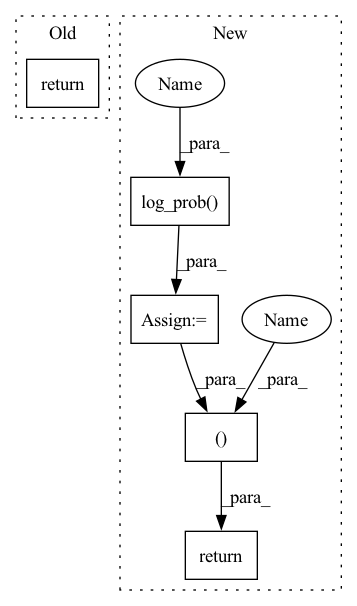 Old
New
return
Name
_para_
log_prob()
_para_
Assign:=
Name
_para_
_para_
()
_para_
return